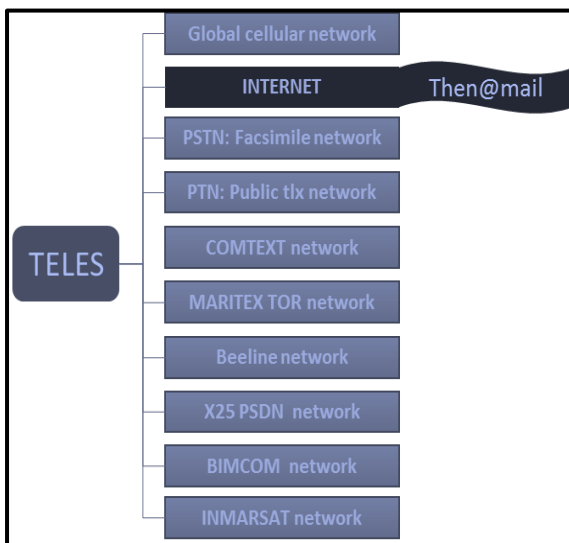 Global cellular network
INTERNET
Then@mail
PSTN: Facsimile network
PTN: Public tlx network
COMTEXT network
TELES
MARITEX TOR network
Beeline network
X25 PSDN network
BIMCOM network
INMARSAT network